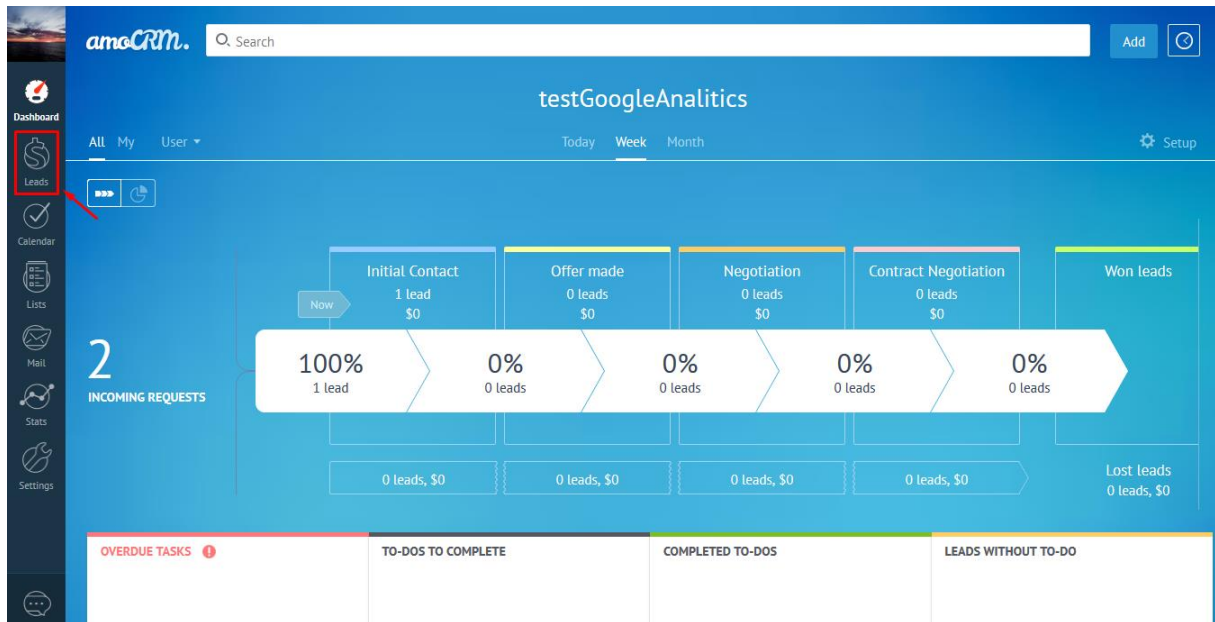 amoCRM.
Search
Add
testGoogleAnalitics
Dashboard
Leads
Calendar
Lists
Mail
Stats
Settings
All My User
Today Week Month
Setup
Initial Contact
1 lead
$0
Offer made
0 leads
$0
Negotiation
0 leads
$0
Contract Negotiation
0 leads
$0
Won leads
Now
2
INCOMING REQUESTS
100%
1 lead
0%
0 leads
0%
0 leads
0%
0 leads
0%
0 leads
0 leads, $0
0 leads, $0
0 leads, $0
0 leads, $0
Lost leads
0 leads, $0
OVERDUE TASKS
TO-DOS TO COMPLETE
COMPLETED TO-DOS
LEADS WITHOUT TO-DO